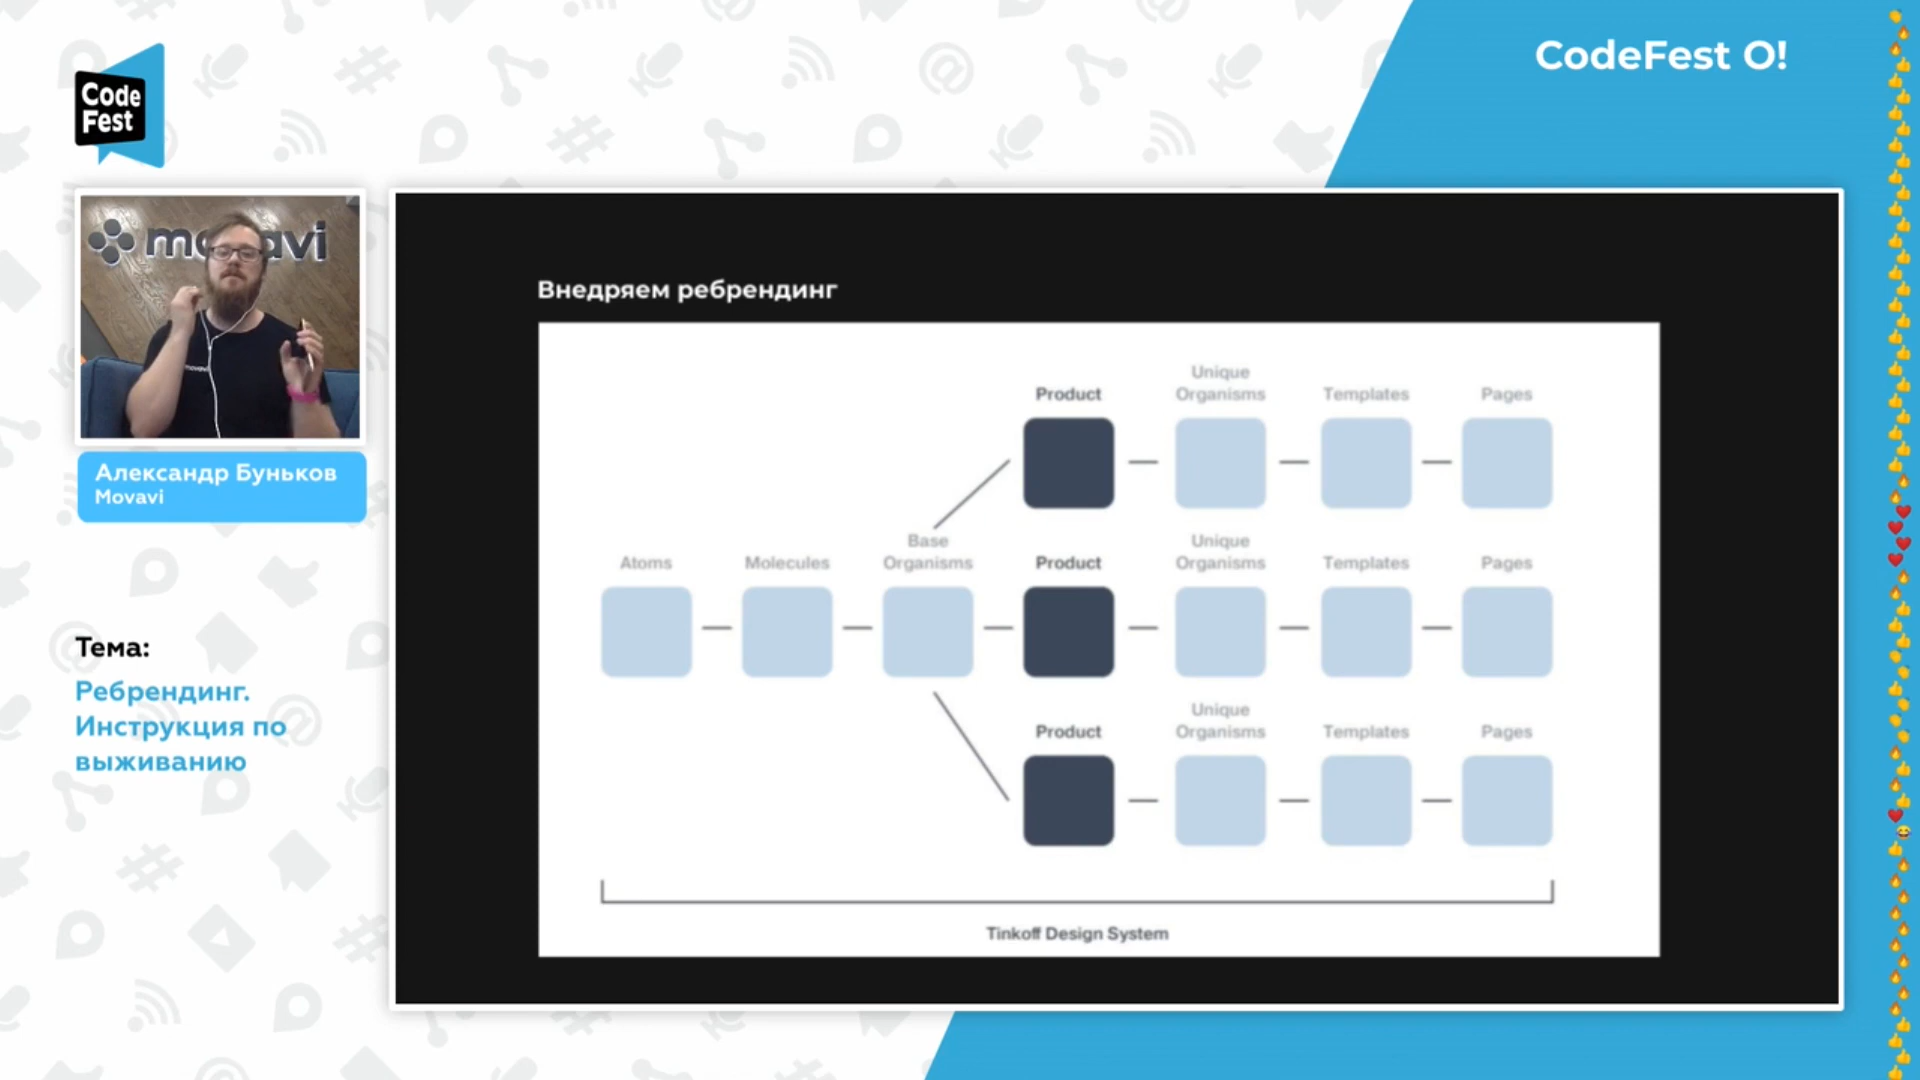 CodeFest O!
Code
Fest
movavi
Александр Буньков
Movavi
Тема:
Ребрендинг.
Инструкция по
выживанию
Внедряем ребрендинг
Product
Unique
Organisms
Templates
Pages
Atoms
Molecules
Base
Organisms
Product
Unique
Organisms
Templates
Pages
Product
Unique
Organisms
Templates
Pages
Tinkoff Design System